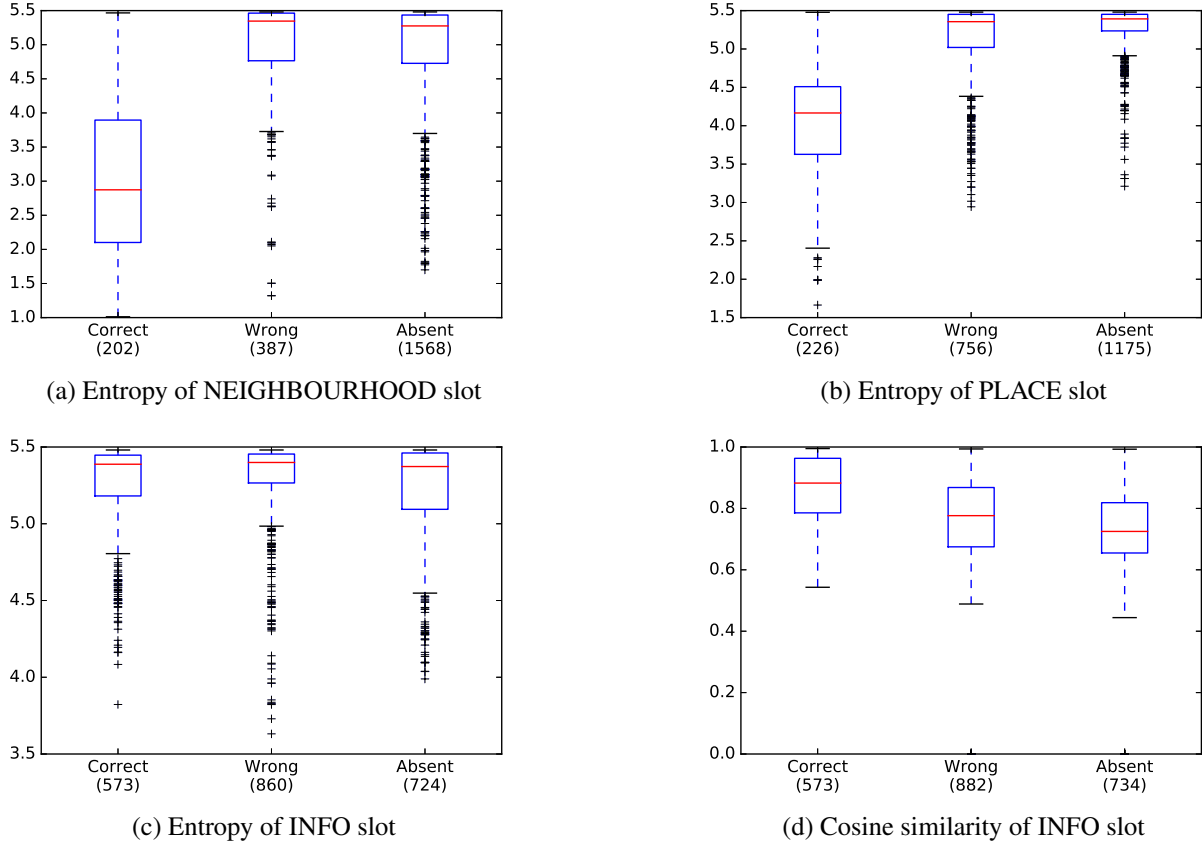 5.5
5.0
4.5
4.0
3.5
3.0
2.5
2.0
1.5
1.0
Correct
(202)
Wrong
(387)
Absent
(1568)
(a) Entropy of NEIGHBOURHOOD slot
5.5
5.0
4.5
4.0
3.5
3.0
2.5
2.0
1.5
Correct
(226)
Wrong
(756)
Absent
(1175)
(b) Entropy of PLACE slot
5.5
5.0
4.5
4.0
3.5
Correct
(573)
Wrong
(860)
Absent
(724)
(c) Entropy of INFO slot
1.0
0.8
0.6
0.4
0.2
0.0
Correct
(573)
Wrong
(882)
Absent
(734)
(d) Cosine similarity of INFO slot